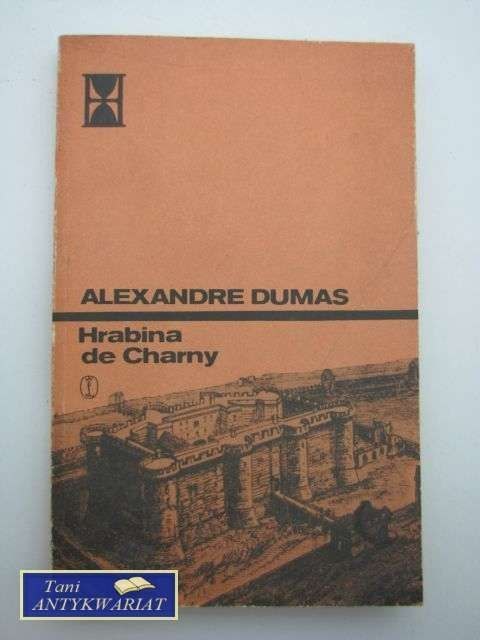 ALEXANDRE DUMAS
Hrabina
de Charny
Tani
ANTYKWARIAT